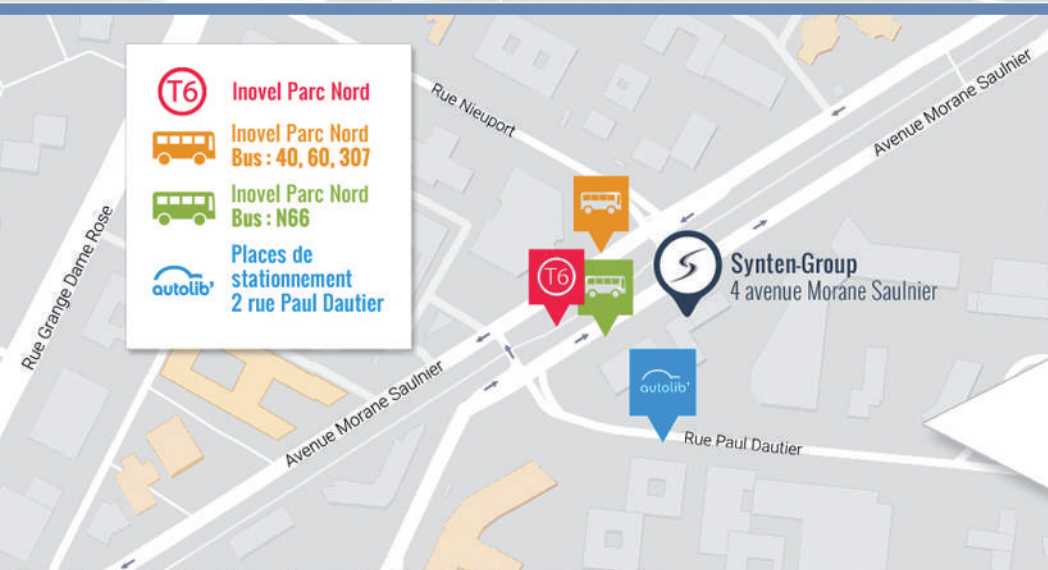 T6
Inovel Parc Nord
Inovel Parc Nord
Bus : 40, 60, 307
Inovel Parc Nord
Bus : N66
autolib'
Places de
stationnement
2 rue Paul Dautier
Rue Nieuport
Avenue Morane Saulnier
Rue Grange Dame Rose
T6
Synten-Group
4 avenue Morane Saulnier
autolib'
Avenue Morane Saulnier
Rue Paul Dautier